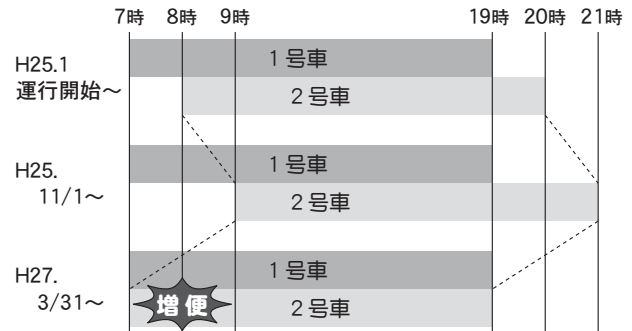 7時 8時 9時 19時 20時 21時
H25.1
運行開始~
1号車
2号車
H25.
11/1~
1号車
2号車
H27.
3/31~
1号車
増便
2号車